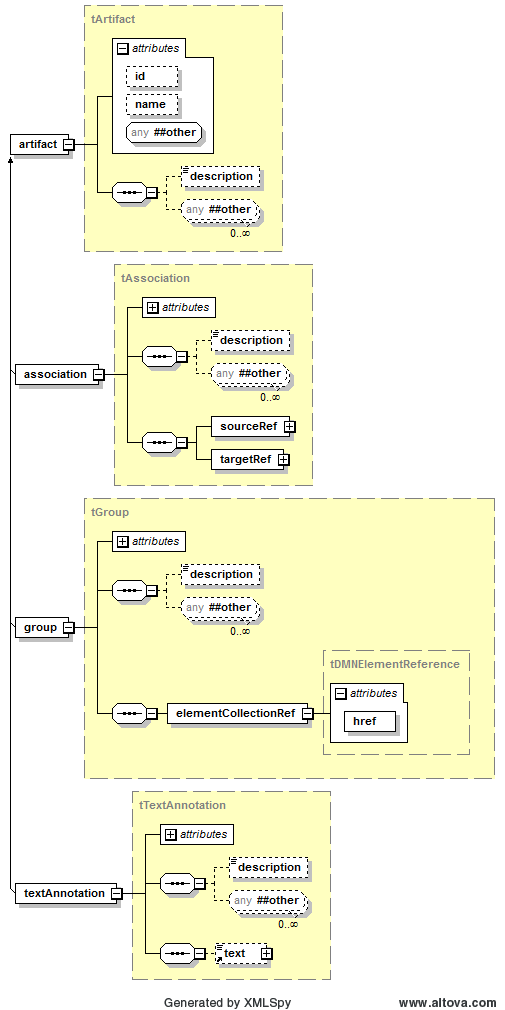 tArtifact
attributes
id
name
any ##other
artifact
description
any ##other
0..∞
tAssociation
attributes
description
any ##other
0..∞
association
sourceRef
targetRef
tGroup
attributes
description
any ##other
0..∞
group
tDMNElementReference
attributes
elementCollectionRef
href
tTextAnnotation
attributes
description
any ##other
0..∞
textAnnotation
text
Generated by XMLSpy www.altova.com